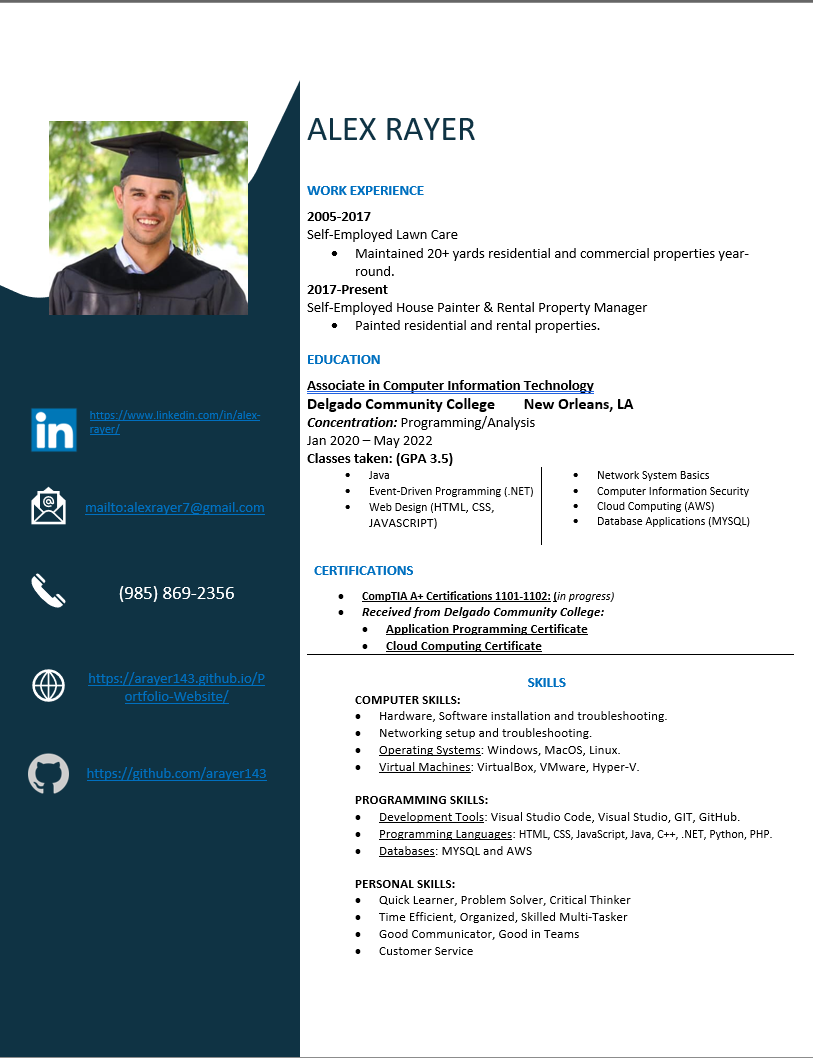 ALEX RAYER
WORK EXPERIENCE
2005-2017
Self-Employed Lawn Care
• Maintained 20+ yards residential and commercial properties year-
round.
2017-Present
Self-Employed House Painter & Rental Property Manager
• Painted residential and rental properties.
EDUCATION
Associate in Computer Information Technology
Delgado Community College New Orleans, LA
Concentration: Programming/Analysis
Jan 2020 – May 2022
Classes taken: (GPA 3.5)
• Java
• Event-Driven Programming (.NET)
• Web Design (HTML, CSS,
JAVASCRIPT)
• Network System Basics
• Computer Information Security
• Cloud Computing (AWS)
• Database Applications (MYSQL)
CERTIFICATIONS
• CompTIA A+ Certifications 1101-1102: (in progress)
• Received from Delgado Community College:
• Application Programming Certificate
• Cloud Computing Certificate
SKILLS
COMPUTER SKILLS:
• Hardware, Software installation and troubleshooting.
• Networking setup and troubleshooting.
• Operating Systems: Windows, MacOS, Linux.
• Virtual Machines: VirtualBox, VMware, Hyper-V.
PROGRAMMING SKILLS:
• Development Tools: Visual Studio Code, Visual Studio, GIT, GitHub.
• Programming Languages: HTML, CSS, JavaScript, Java, C++, .NET, Python, PHP.
• Databases: MYSQL and AWS
PERSONAL SKILLS:
• Quick Learner, Problem Solver, Critical Thinker
• Time Efficient, Organized, Skilled Multi-Tasker
• Good Communicator, Good in Teams
• Customer Service
in
https://www.linkedin.com/in/alex-
rayer/
@
mailto:alexrayer7@gmail.com
(985) 869-2356
https://arayer143.github.io/P
ortfolio-Website/
https://github.com/arayer143